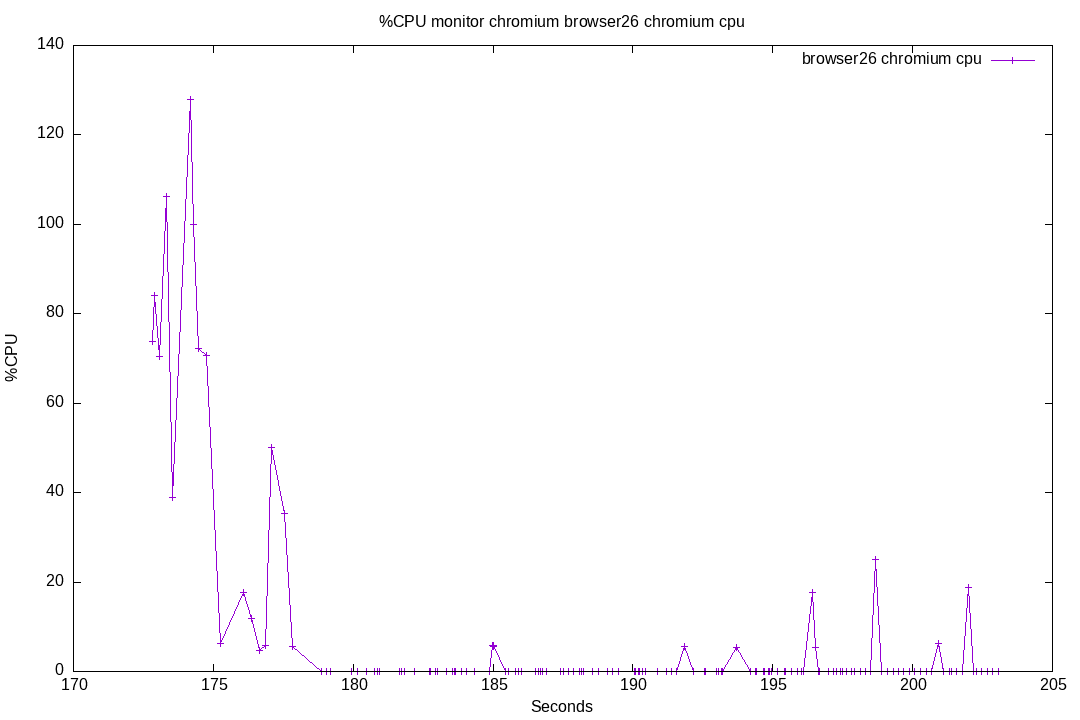 %CPU monitor chromium browser26 chromium cpu
browser26 chromium cpu
140
120
100
80
60
40
20
0
%CPU
170 175 180 185 190 195 200 205
Seconds